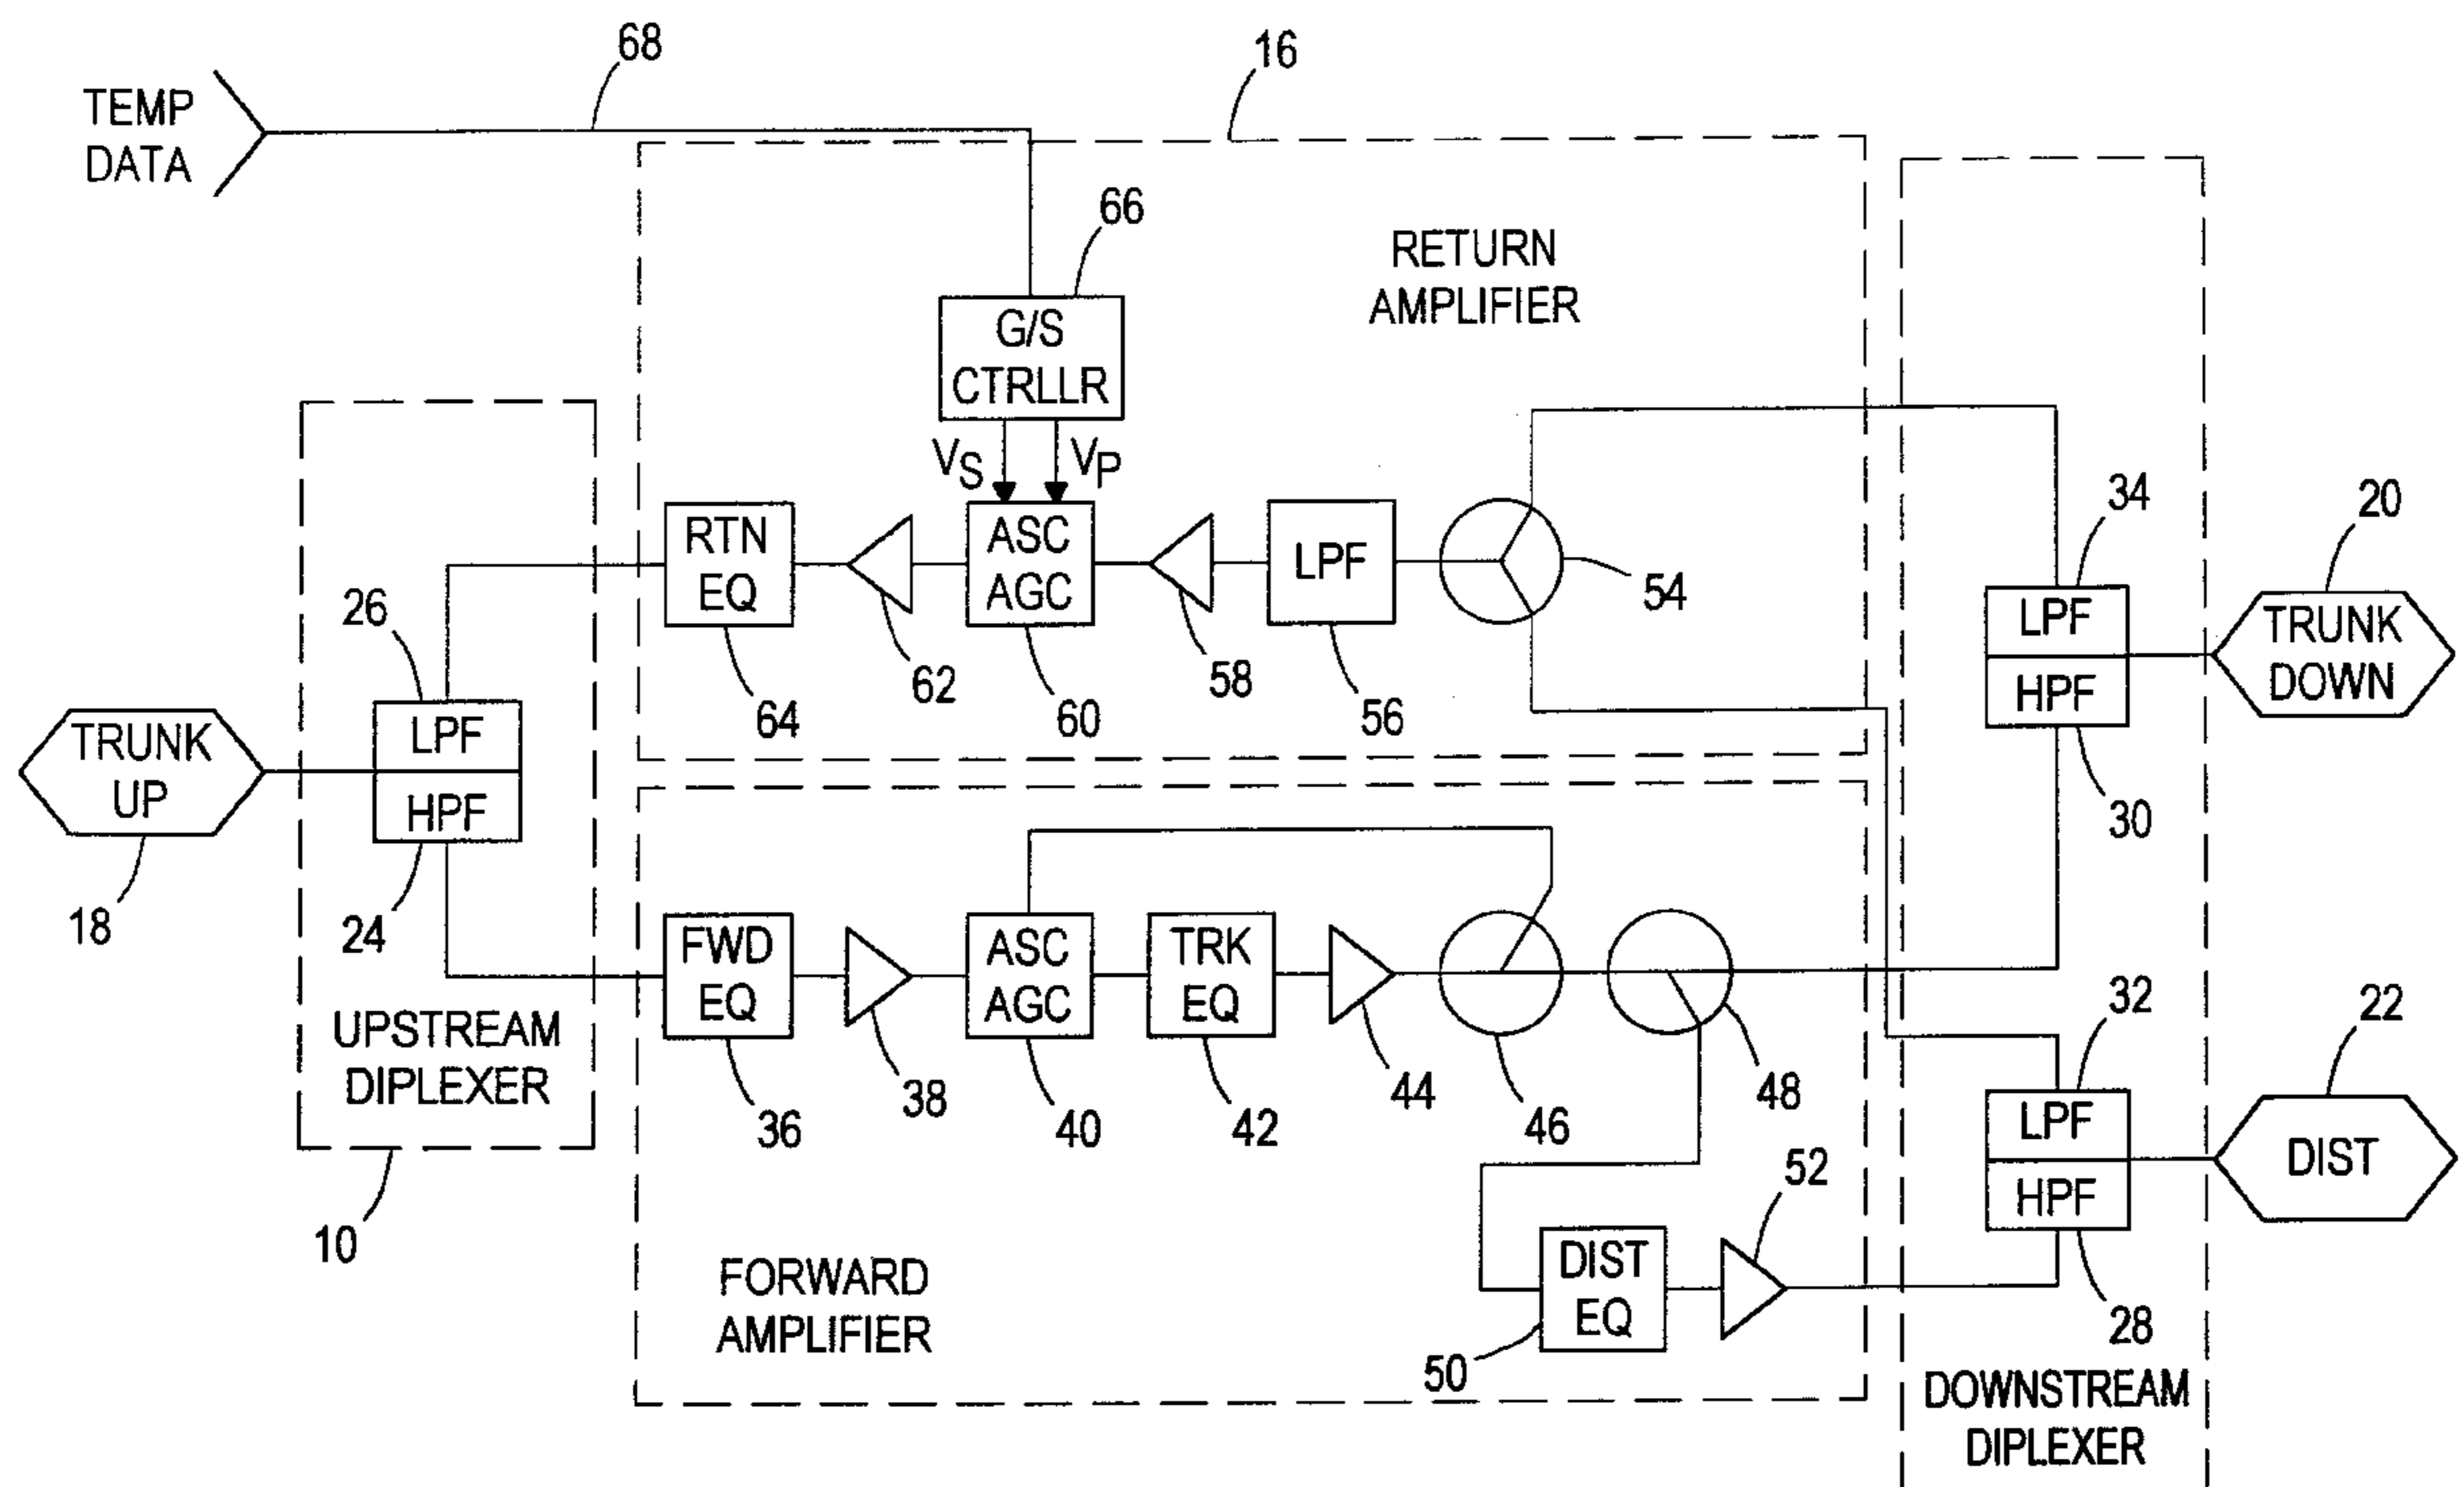 68
16
TEMP
DATA
66
RETURN
AMPLIFIER
G/S
CTRLLR
VS
VP
34
20
RTN
EQ
ASC
AGC
LPF
54
LPF
HPF
TRUNK
DOWN
26
64
62
60
58
56
30
TRUNK
UP
LPF
HPF
18
24
FWD
EQ
ASC
AGC
TRK
EQ
32
22
UPSTREAM
DIPLEXER
36
38
40
42
44
46
48
LPF
HPF
DIST
10
52
FORWARD
AMPLIFIER
DIST
EQ
50
28
DOWNSTREAM
DIPLEXER